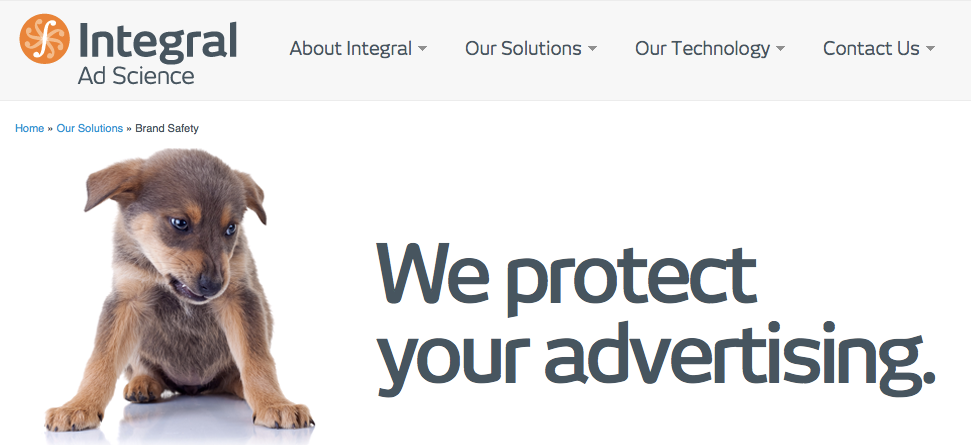 Integral
Ad Science
About Integral
Our Solutions
Our Technology
Contact Us
Home » Our Solutions » Brand Safety
We protect
your advertising.